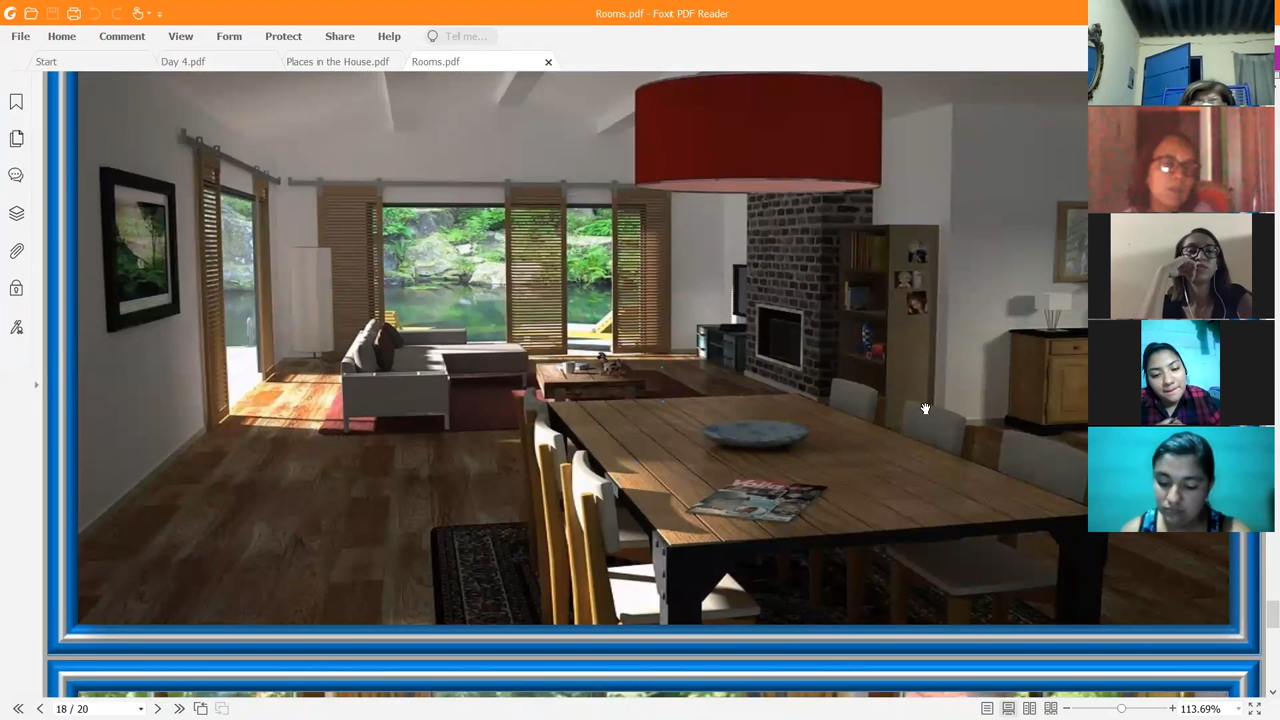 Rooms.pdf - Foxit PDF Reader
File Home Comment View Form Protect Share Help Tell me...
Start Day 4.pdf Places in the House.pdf Rooms.pdf
18 / 20
113.69%